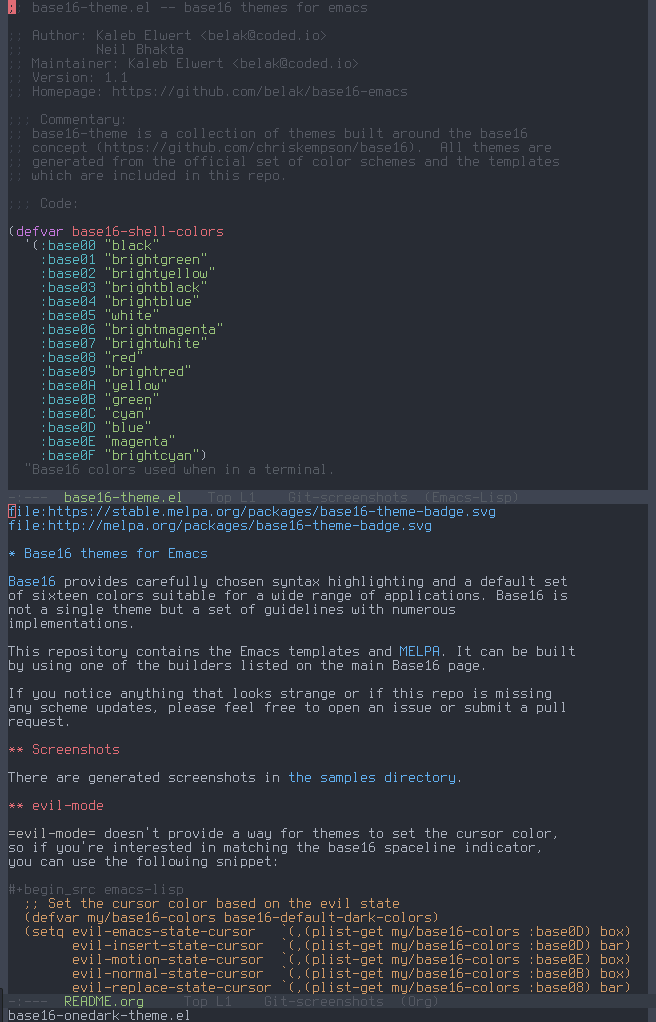 ;; base16-theme.el -- base16 themes for emacs
;; Author: Kaleb Elwert <belak@coded.io>
;;         Neil Bhakta
;; Maintainer: Kaleb Elwert <belak@coded.io>
;; Version: 1.1
;; Homepage: https://github.com/belak/base16-emacs
;;; Commentary:
;; base16-theme is a collection of themes built around the base16
;; concept (https://github.com/chriskempson/base16).  All themes are
;; generated from the official set of color schemes and the templates
;; which are included in this repo.
;;; Code:
(defvar base16-shell-colors
  '(:base00 "black"
    :base01 "brightgreen"
    :base02 "brightyellow"
    :base03 "brightblack"
    :base04 "brightblue"
    :base05 "white"
    :base06 "brightmagenta"
    :base07 "brightwhite"
    :base08 "red"
    :base09 "brightred"
    :base0A "yellow"
    :base0B "green"
    :base0C "cyan"
    :base0D "blue"
    :base0E "magenta"
    :base0F "brightcyan")
  "Base16 colors used when in a terminal.
-:---  base16-theme.el   Top L1    Git-screenshots  (Emacs-Lisp)
file:https://stable.melpa.org/packages/base16-theme-badge.svg
file:http://melpa.org/packages/base16-theme-badge.svg
* Base16 themes for Emacs
Base16 provides carefully chosen syntax highlighting and a default set
of sixteen colors suitable for a wide range of applications. Base16 is
not a single theme but a set of guidelines with numerous
implementations.
This repository contains the Emacs templates and MELPA. It can be built
by using one of the builders listed on the main Base16 page.
If you notice anything that looks strange or if this repo is missing
any scheme updates, please feel free to open an issue or submit a pull
request.
** Screenshots
There are generated screenshots in the samples directory.
** evil-mode
=evil-mode= doesn't provide a way for themes to set the cursor color,
so if you're interested in matching the base16 spaceline indicator,
you can use the following snippet:
#+begin_src emacs-lisp
  ;; Set the cursor color based on the evil state
  (defvar my/base16-colors base16-default-dark-colors)
  (setq evil-emacs-state-cursor   `(,(plist-get my/base16-colors :base0D) box)
        evil-insert-state-cursor  `(,(plist-get my/base16-colors :base0D) bar)
        evil-motion-state-cursor  `(,(plist-get my/base16-colors :base0E) box)
        evil-normal-state-cursor  `(,(plist-get my/base16-colors :base0B) box)
        evil-replace-state-cursor `(,(plist-get my/base16-colors :base08) bar)
-:---  README.org     Top L1    Git-screenshots  (Org)
base16-onedark-theme.el